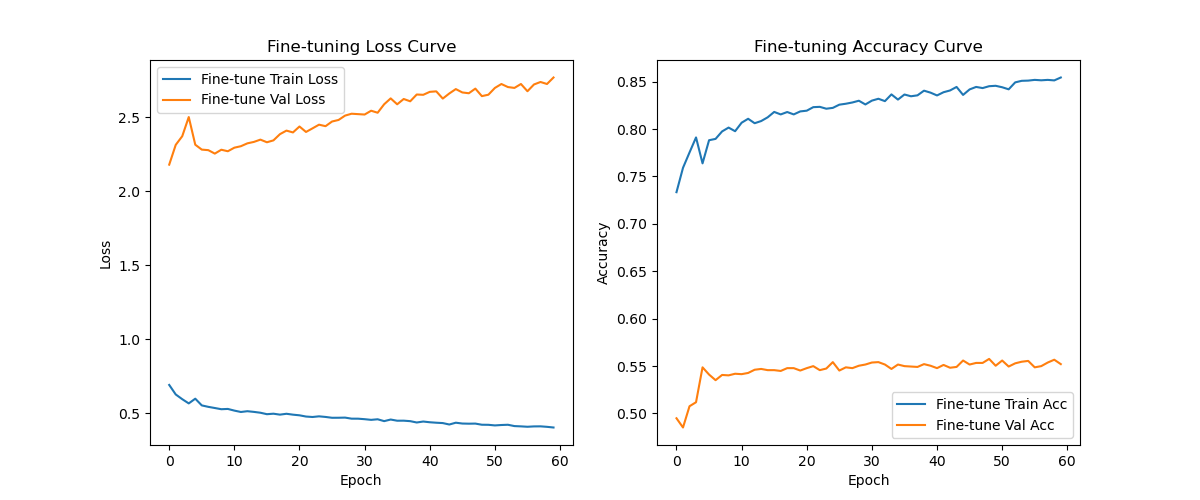 Fine-tuning Loss Curve
Fine-tune Train Loss
Fine-tune Val Loss
2.5
2.0
1.5
1.0
0.5
Loss
0 10 20 30 40 50 60
Epoch
Fine-tuning Accuracy Curve
0.85
0.80
0.75
0.70
0.65
0.60
0.55
0.50
Accuracy
Fine-tune Train Acc
Fine-tune Val Acc
0 10 20 30 40 50 60
Epoch